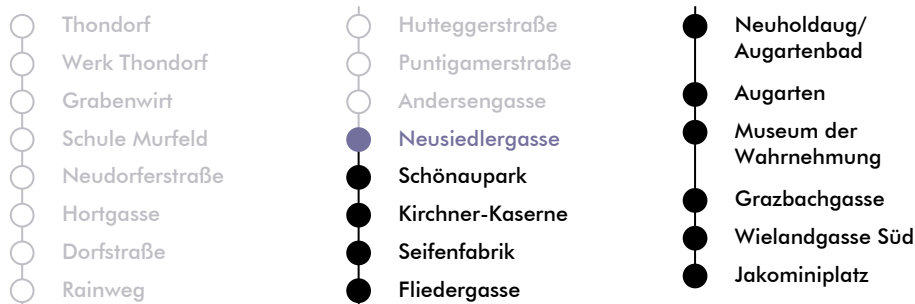 Thondorf
Werk Thondorf
Grabenwirt
Schule Murfeld
Neudorferstraße
Hortgasse
Dorfstraße
Rainweg
Hutteggerstraße
Puntigamerstraße
Andersengasse
Neusiedlergasse
Schönaupark
Kirchner-Kaserne
Seifenfabrik
Fliedergasse
Neuholdaug/
Augartenbad
Augarten
Museum der
Wahrnehmung
Grazbachgasse
Wielandgasse Süd
Jakominiplatz